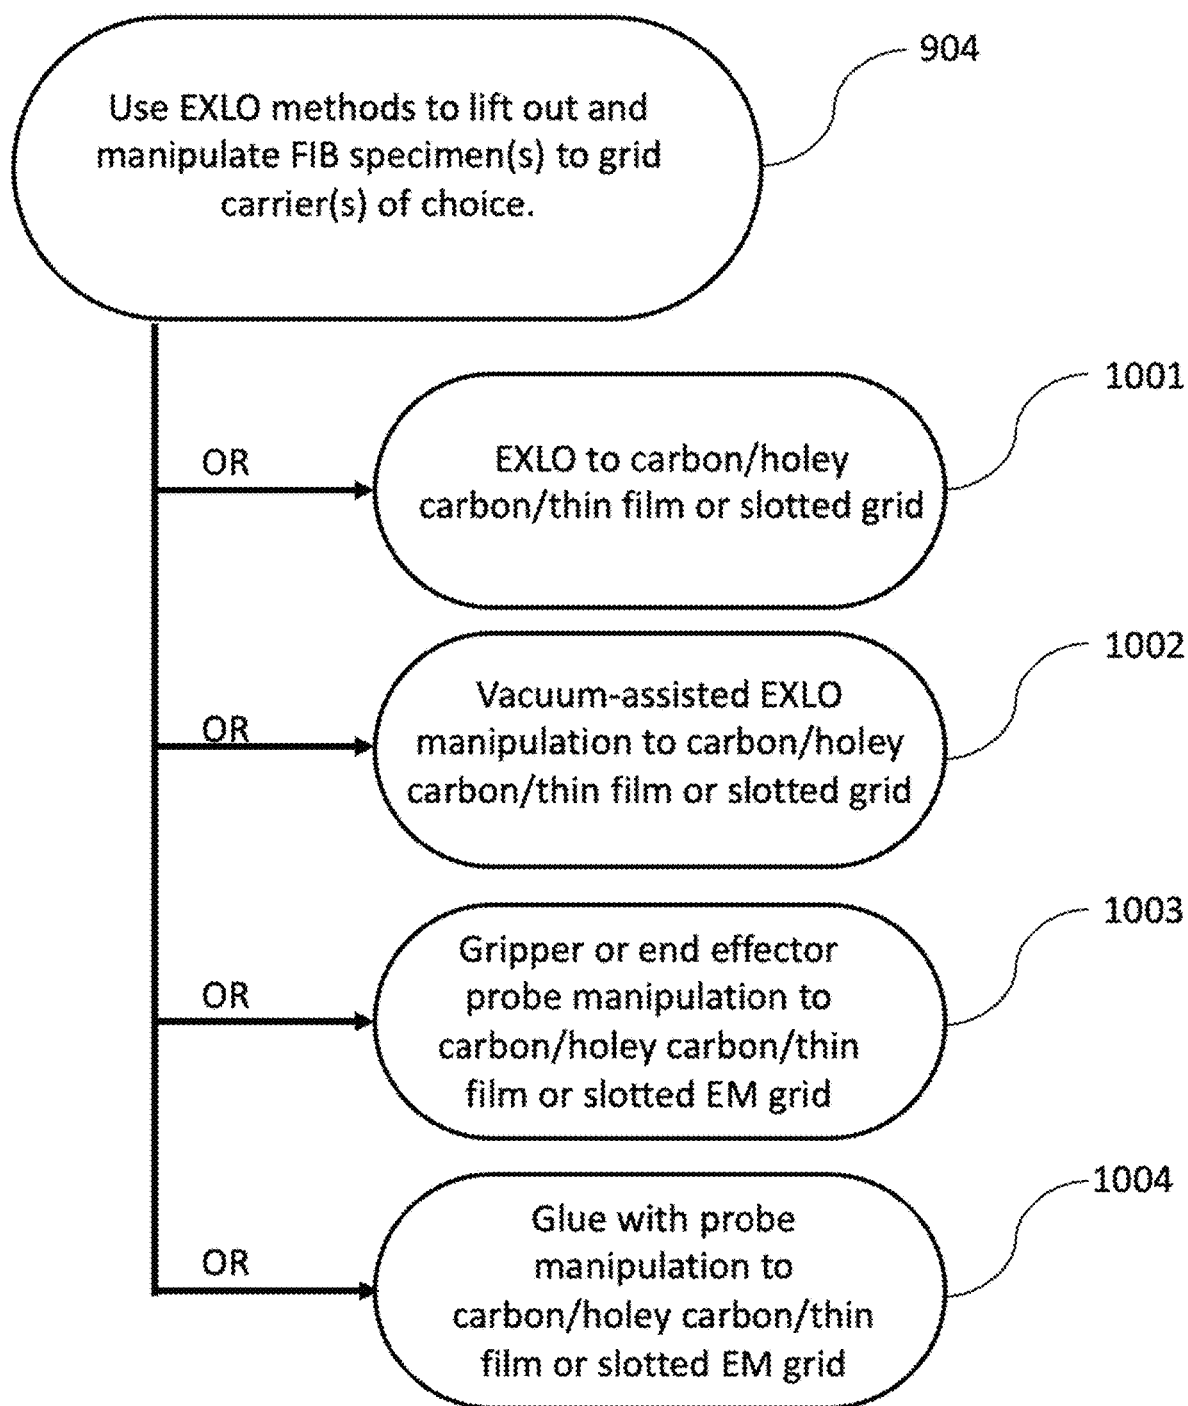 904
Use EXLO methods to lift out and
manipulate FIB specimen(s) to grid
carrier(s) of choice.
1001
OR
EXLO to carbon/holey
carbon/thin film or slotted grid
1002
OR
Vacuum-assisted EXLO
manipulation to carbon/holey
carbon/thin film or slotted grid
1003
OR
Gripper or end effector
probe manipulation to
carbon/holey carbon/thin
film or slotted EM grid
1004
OR
Glue with probe
manipulation to
carbon/holey carbon/thin
film or slotted EM grid